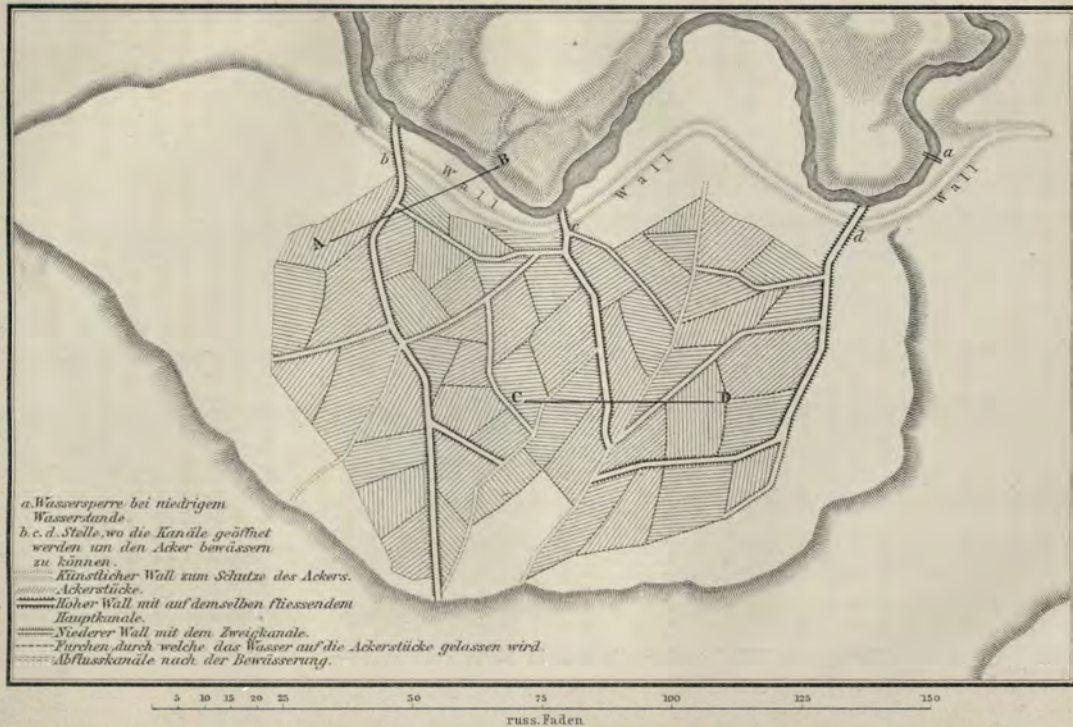 a
b
B
Wall
Wall
Wall
A
c
d
C
D
a. Wassersperre bei niedrigem
Wasserstande.
b. c. d. Stelle, wo die Kanäle geöffnet
werden um den Acker bewässern
zu können.
Künstlicher Wall zum Schutze des Ackers.
Ackerstücke.
Hoher Wall mit auf demselben fliessendem
Hauptkanale.
Niederer Wall mit dem Zweigkanale.
Furchen, durch welche das Wasser auf die Ackerstücke gelassen wird.
Abflusskanäle nach der Bewässerung.
5 10 15 20 25 50 75 100 125 150
russ. Faden